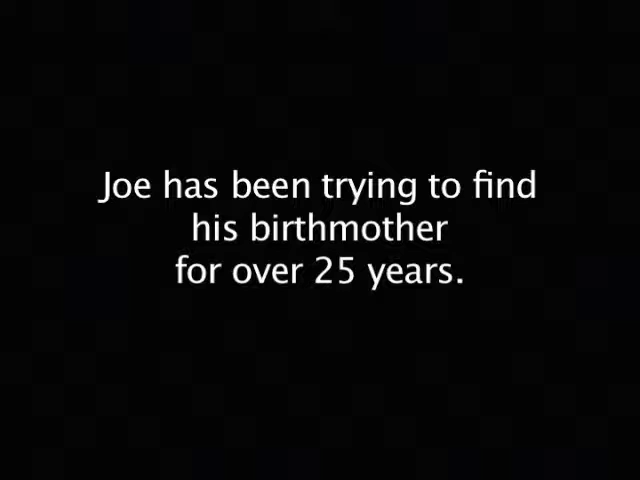 Joe has been trying to find
his birthmother
for over 25 years.